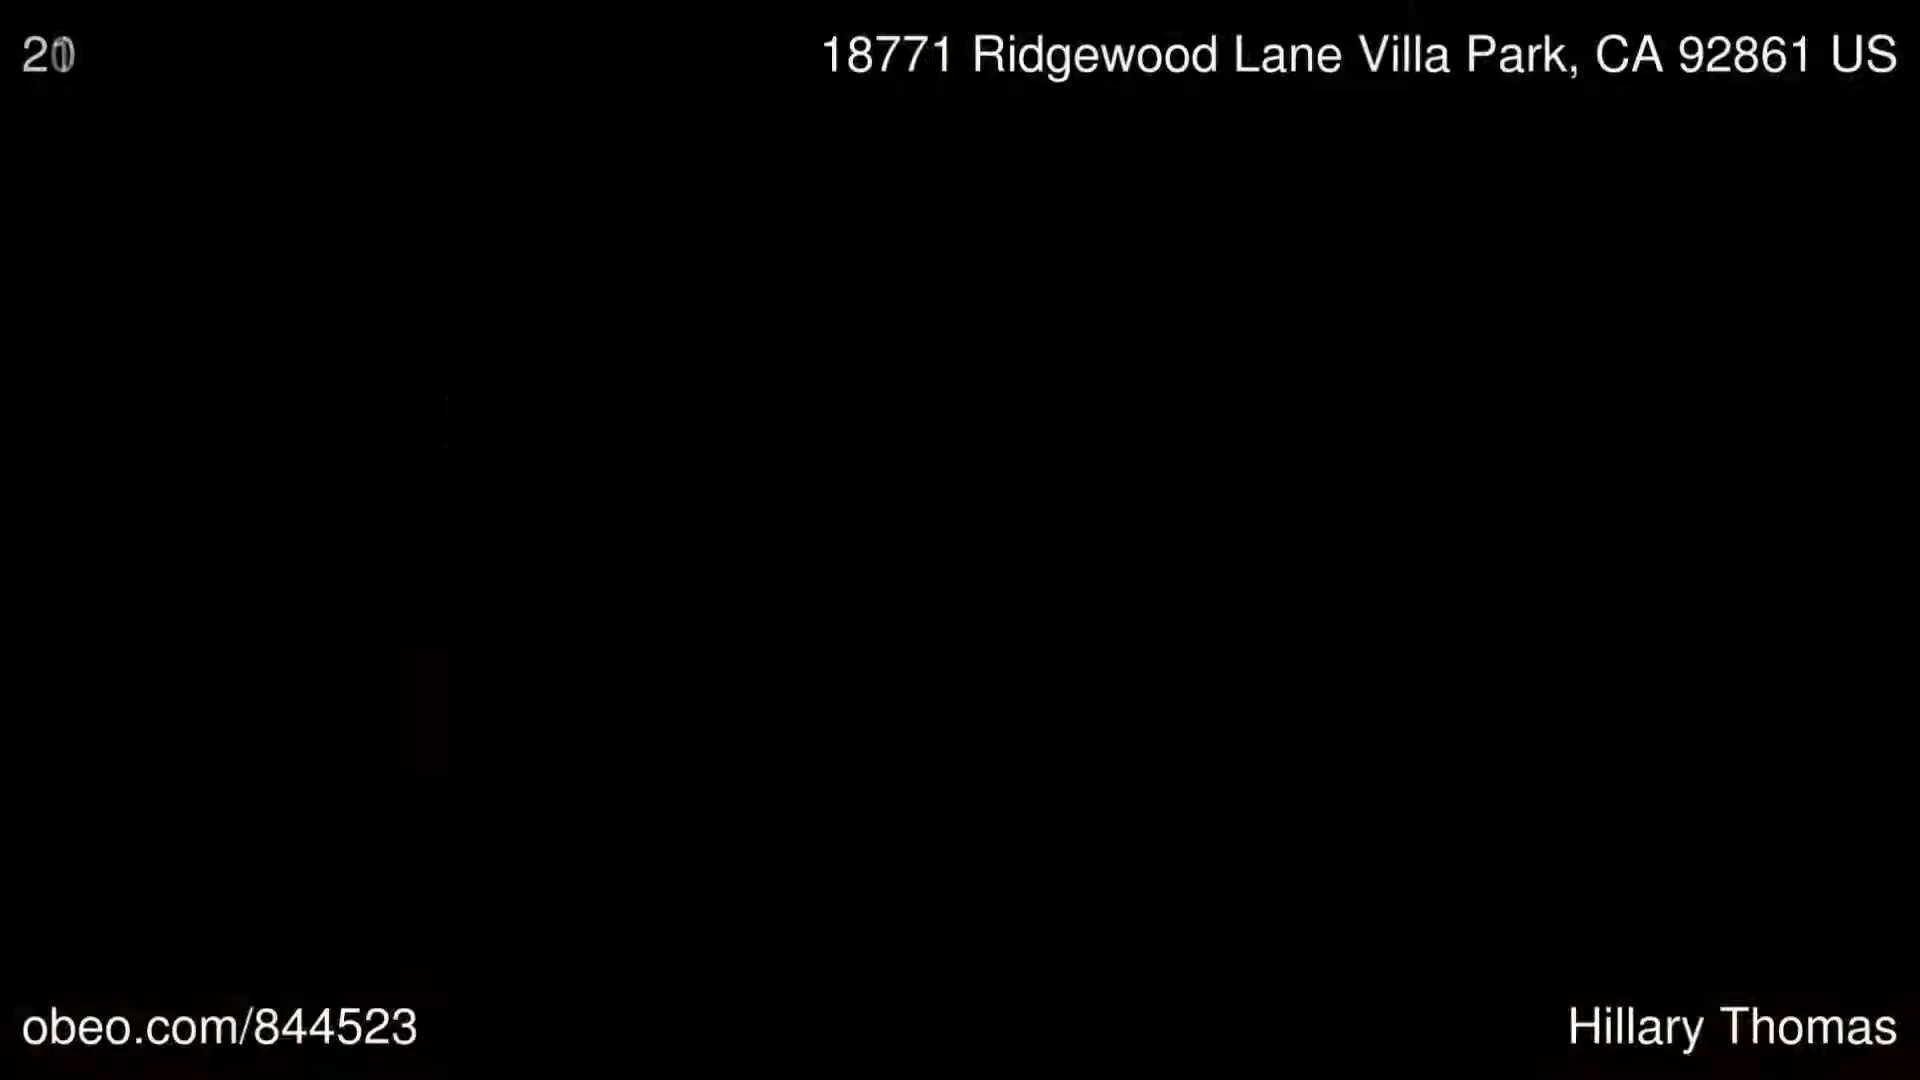 18771 Ridgewood Lane Villa Park, CA 92861 US
obeo.com/844523
Hillary Thomas